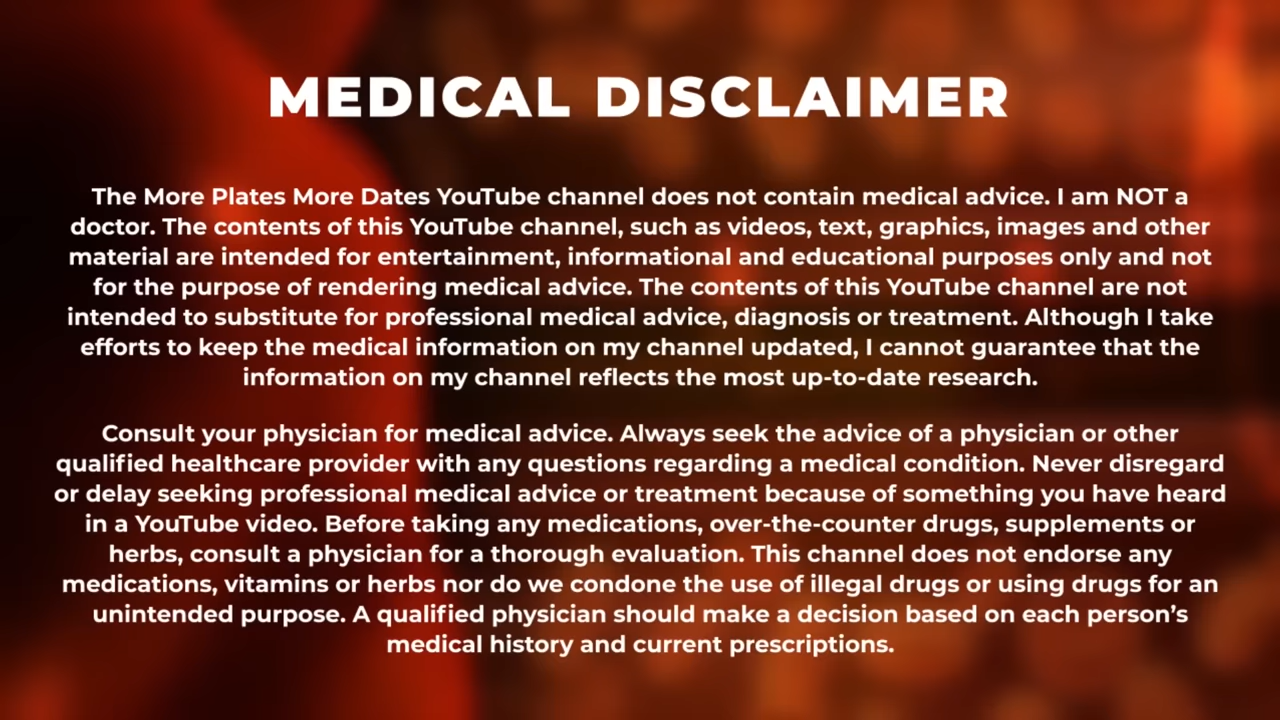 MEDICAL DISCLAIMER
The More Plates More Dates YouTube channel does not contain medical advice. I am NOT a
doctor. The contents of this YouTube channel, such as videos, text, graphics, images and other
material are intended for entertainment, informational and educational purposes only and not
for the purpose of rendering medical advice. The contents of this YouTube channel are not
intended to substitute for professional medical advice, diagnosis or treatment. Although I take
efforts to keep the medical information on my channel updated, I cannot guarantee that the
information on my channel reflects the most up-to-date research.
Consult your physician for medical advice. Always seek the advice of a physician or other
qualified healthcare provider with any questions regarding a medical condition. Never disregard
or delay seeking professional medical advice or treatment because of something you have heard
in a YouTube video. Before taking any medications, over-the-counter drugs, supplements or
herbs, consult a physician for a thorough evaluation. This channel does not endorse any
medications, vitamins or herbs nor do we condone the use of illegal drugs or using drugs for an
unintended purpose. A qualified physician should make a decision based on each person’s
medical history and current prescriptions.